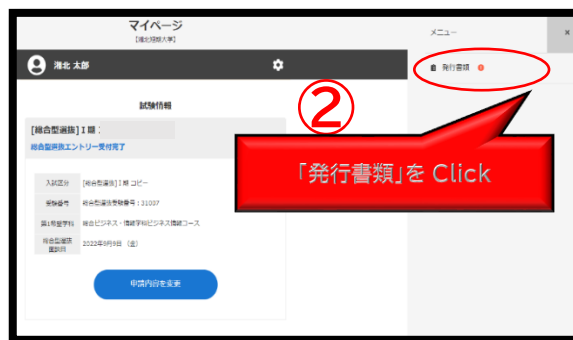 マイページ
【湘北短期大学】
メニュー
×
湘北 太郎
発行書類
試験情報
②
[総合型選抜]Ⅰ期：
総合型選抜エントリー受付完了
「発行書類」を Click
入試区分 [総合型選抜]Ⅰ期 コピー
受験番号 総合型選抜受験番号：31037
第1希望学科 総合ビジネス・情報学科ビジネス情報コース
総合型選抜
面談日 2022年9月9日 （金）
申請内容を変更